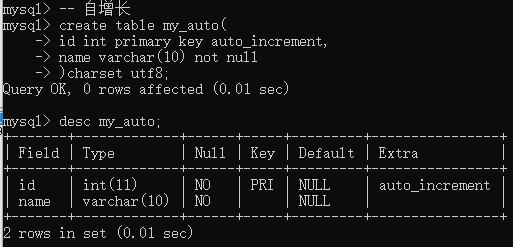 mysql> -- 自增长
mysql> create table my_auto(
    -> id int primary key auto_increment,
    -> name varchar(10) not null
    -> )charset utf8;
Query OK, 0 rows affected (0.01 sec)

mysql> desc my_auto;
+-------+-------------+------+-----+---------+----------------+
| Field | Type        | Null | Key | Default | Extra          |
+-------+-------------+------+-----+---------+----------------+
| id    | int(11)     | NO   | PRI | NULL    | auto_increment |
| name  | varchar(10) | NO   |     | NULL    |                |
+-------+-------------+------+-----+---------+----------------+
2 rows in set (0.01 sec)